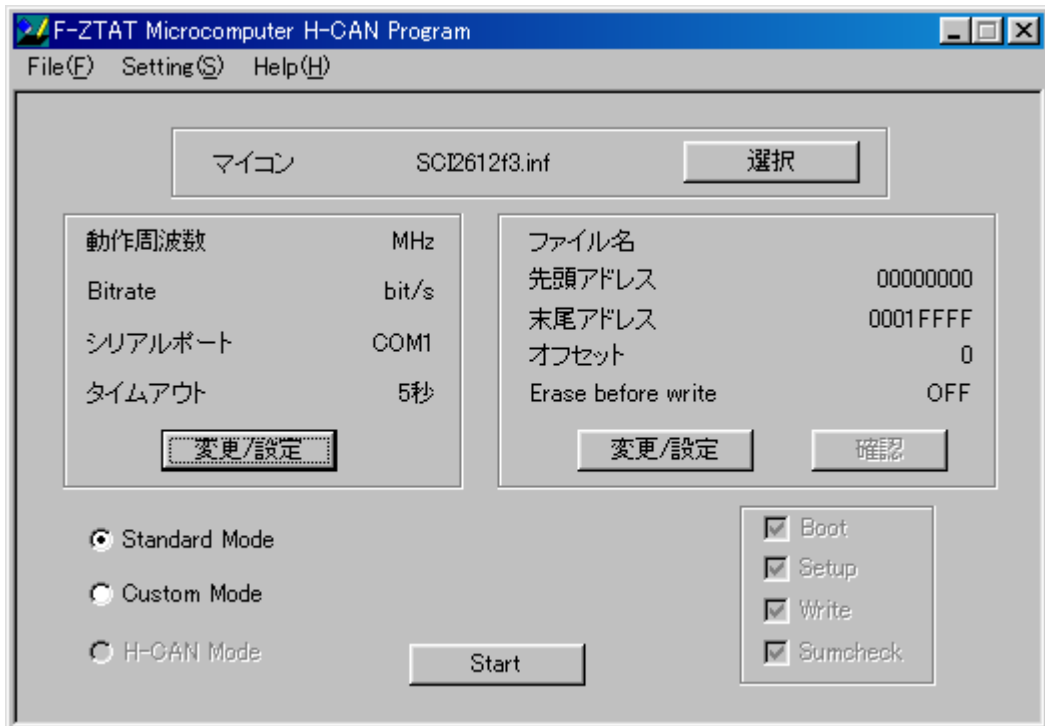 F-ZTAT Microcomputer H-CAN Program
File(F) Setting(S) Help(H)
マイコン SCI2612f3.inf 選択
動作周波数 MHz
Bitrate bit/s
シリアルポート COM1
タイムアウト 5秒
変更/設定
ファイル名
先頭アドレス 00000000
末尾アドレス 0001FFFF
オフセット 0
Erase before write OFF
変更/設定 確認
Standard Mode
Custom Mode
H-CAN Mode
Start
Boot
Setup
Write
Sumcheck